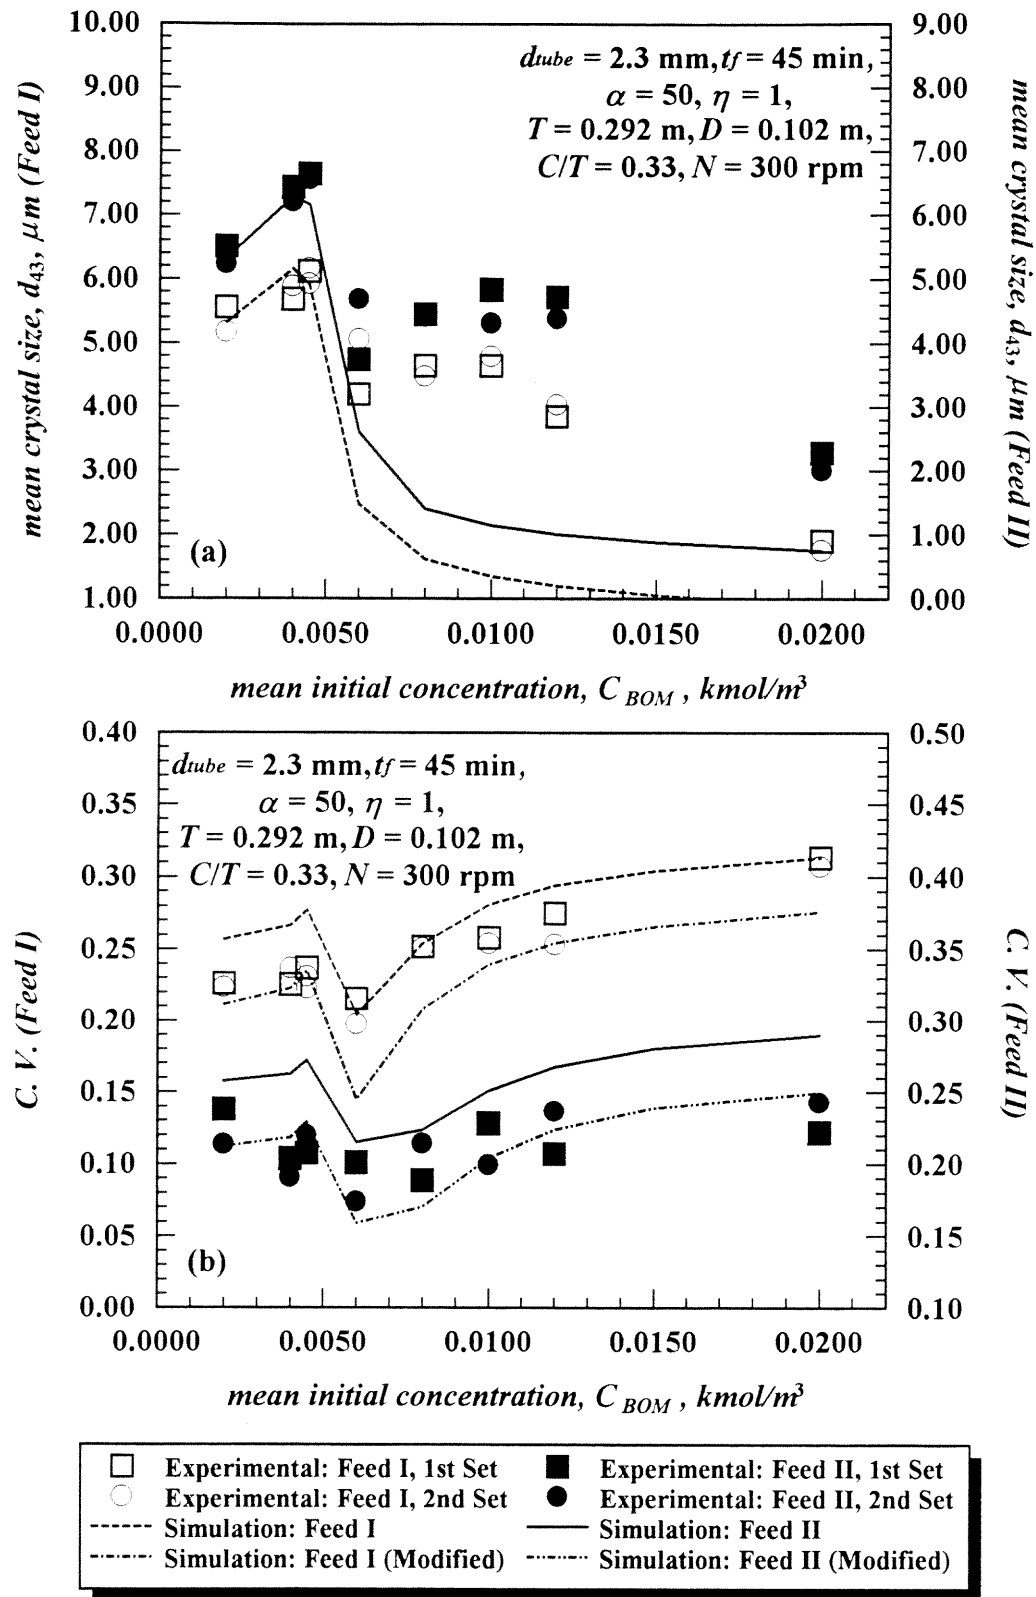 10.00
9.00
8.00
7.00
6.00
5.00
4.00
3.00
2.00
1.00
mean crystal size, d43, μm (Feed I)
dtube = 2.3 mm, tf = 45 min,
α = 50, η = 1,
T = 0.292 m, D = 0.102 m,
C/T = 0.33, N = 300 rpm
(a)
9.00
8.00
7.00
6.00
5.00
4.00
3.00
2.00
1.00
0.00
mean crystal size, d43, μm (Feed II)
0.0000 0.0050 0.0100 0.0150 0.0200
mean initial concentration, C BOM , kmol/m³
0.40
0.35
0.30
0.25
0.20
0.15
0.10
0.05
0.00
C. V. (Feed I)
dtube = 2.3 mm, tf = 45 min,
α = 50, η = 1,
T = 0.292 m, D = 0.102 m,
C/T = 0.33, N = 300 rpm
(b)
0.50
0.45
0.40
0.35
0.30
0.25
0.20
0.15
0.10
C. V. (Feed II)
0.0000 0.0050 0.0100 0.0150 0.0200
mean initial concentration, C BOM , kmol/m³
Experimental: Feed I, 1st Set
Experimental: Feed I, 2nd Set
Simulation: Feed I
Simulation: Feed I (Modified)
Experimental: Feed II, 1st Set
Experimental: Feed II, 2nd Set
Simulation: Feed II
Simulation: Feed II (Modified)